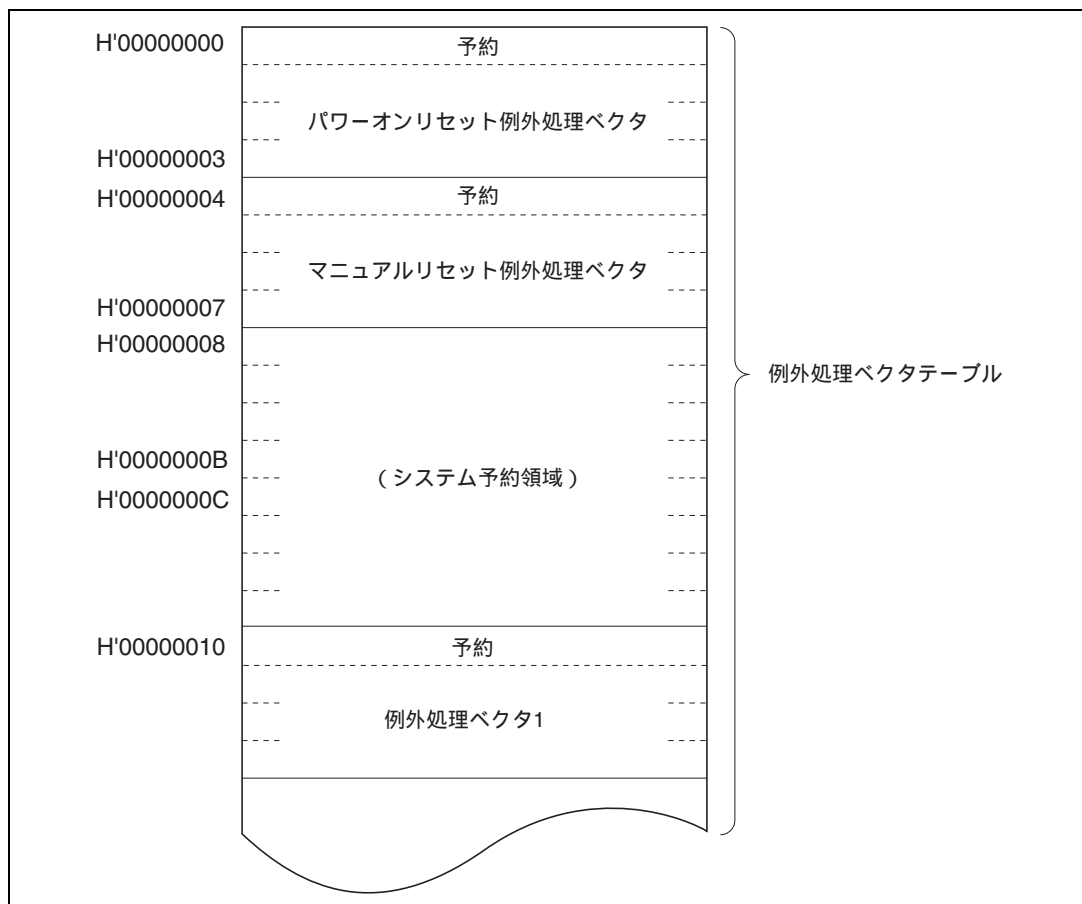 H'00000000
予約
パワーオンリセット例外処理ベクタ
H'00000003
H'00000004
予約
マニュアルリセット例外処理ベクタ
H'00000007
H'00000008
例外処理ベクタテーブル
H'0000000B
(システム予約領域)
H'0000000C
H'00000010
予約
例外処理ベクタ1